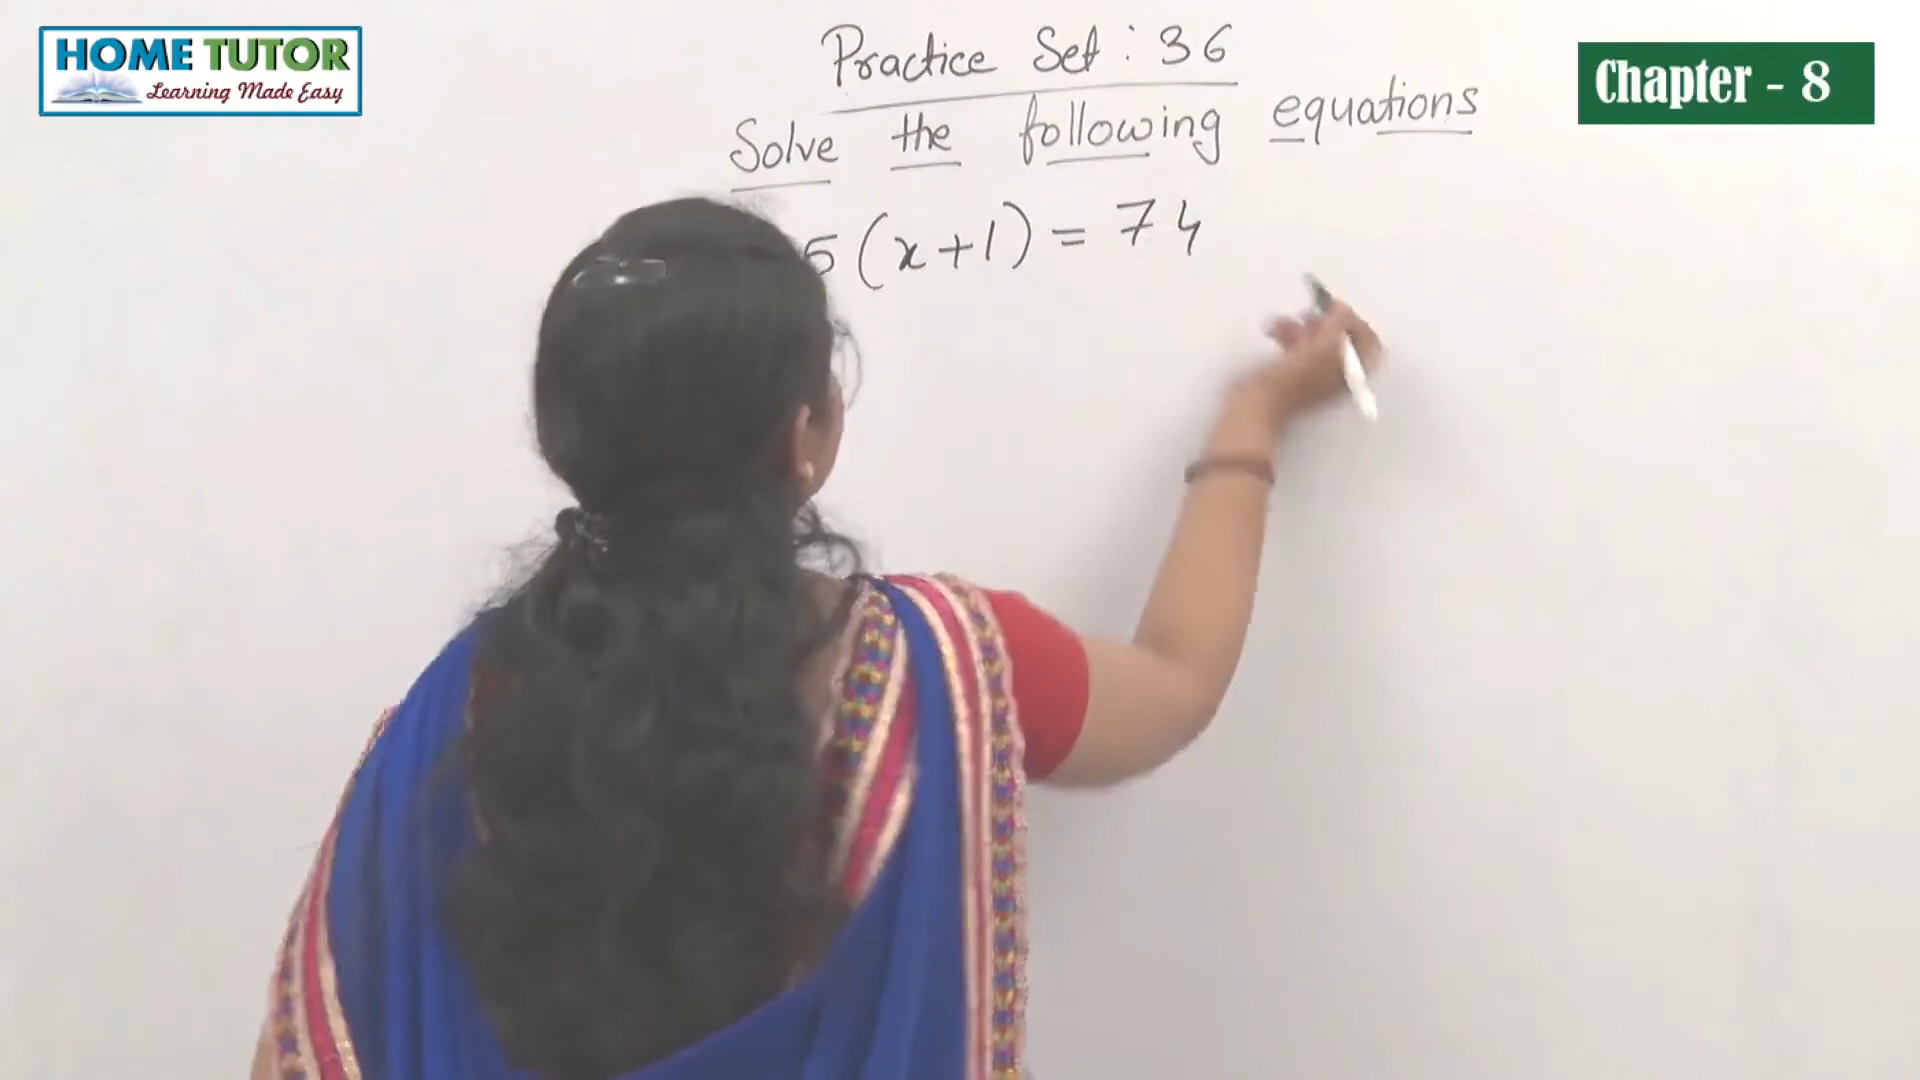 HOME TUTOR
Learning Made Easy
Practice Set : 36
Chapter - 8
Solve the following equations
5 (x+1) = 74